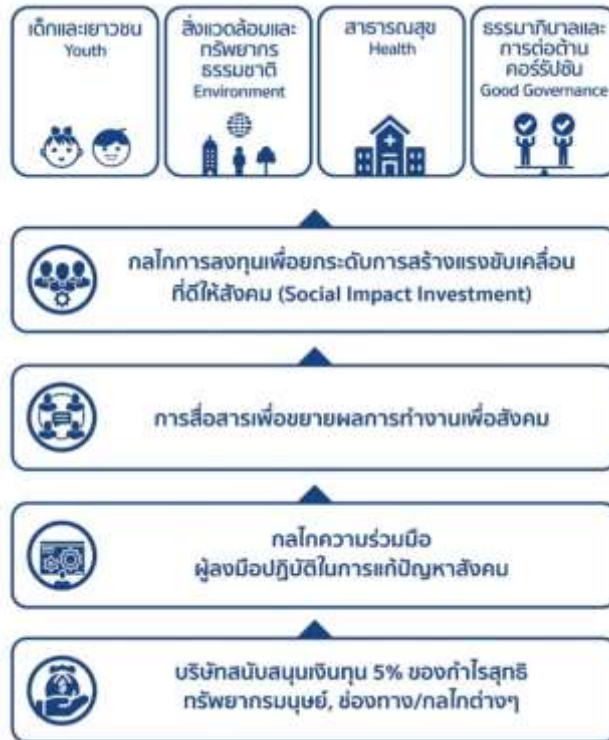 เด็กและเยาวชน
Youth
สิ่งแวดล้อมและ
ทรัพยากร
ธรรมชาติ
Environment
สาธารณสุข
Health
ธรรมาภิบาลและ
การต่อต้าน
คอร์รัปชัน
Good Governance
กลไกการลงทุนเพื่อยกระดับการสร้างแรงขับเคลื่อน
ที่ดีให้สังคม (Social Impact Investment)
การสื่อสารเพื่อขยายผลการทำงานเพื่อสังคม
กลไกความร่วมมือ
ผู้ลงมือปฏิบัติในการแก้ปัญหาสังคม
บริษัทสนับสนุนเงินทุน 5% ของกำไรสุทธิ
ทรัพยากรมนุษย์, ช่องทาง/กลไกต่างๆ